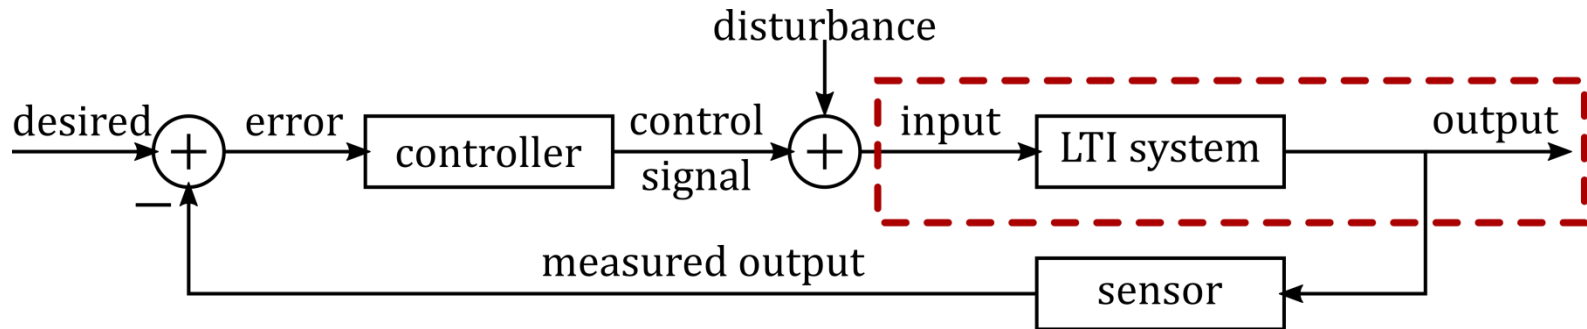 disturbance
desired
+
error
controller
control
signal
+
input
LTI system
output
−
measured output
sensor